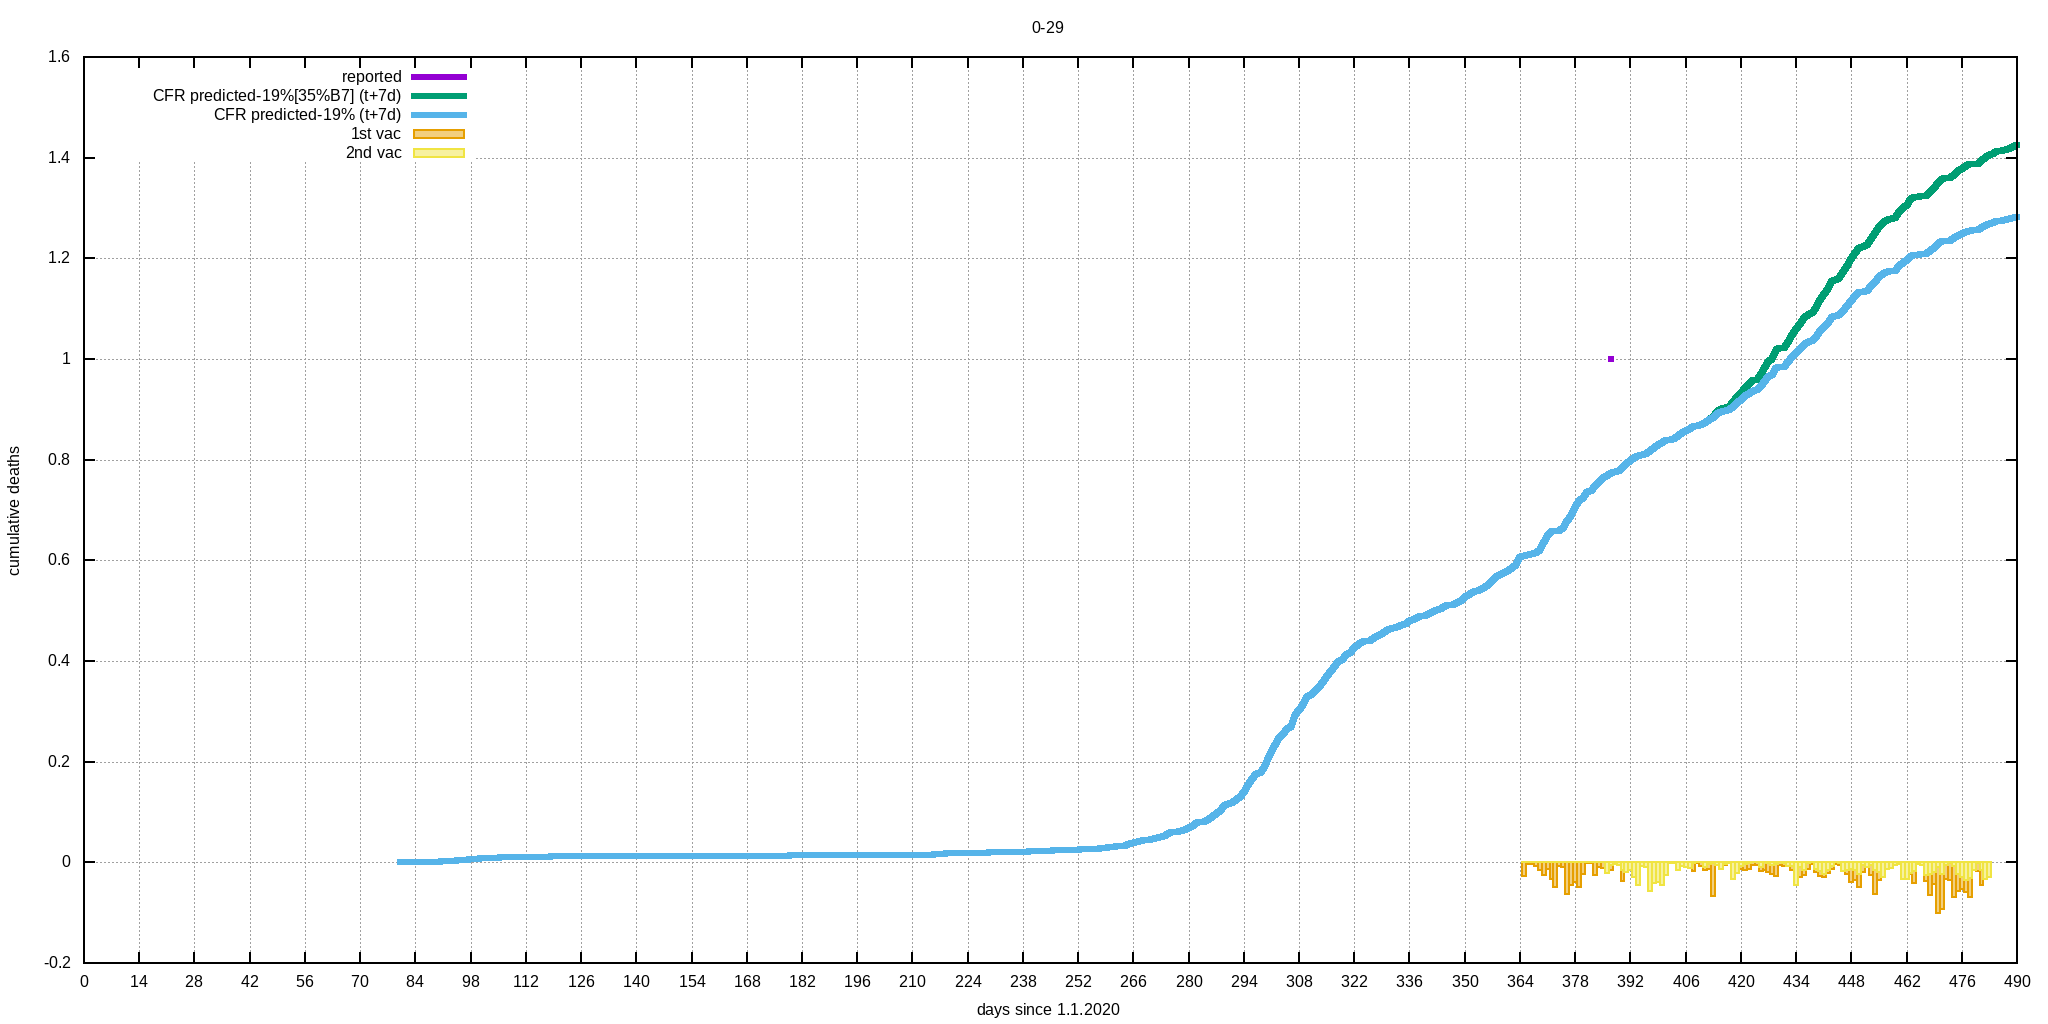 0-29
1.6
1.4
1.2
1
0.8
0.6
0.4
0.2
0
-0.2
reported
CFR predicted-19%[35%B7] (t+7d)
CFR predicted-19% (t+7d)
1st vac
2nd vac
cumulative deaths
0 14 28 42 56 70 84 98 112 126 140 154 168 182 196 210 224 238 252 266 280 294 308 322 336 350 364 378 392 406 420 434 448 462 476 490
days since 1.1.2020